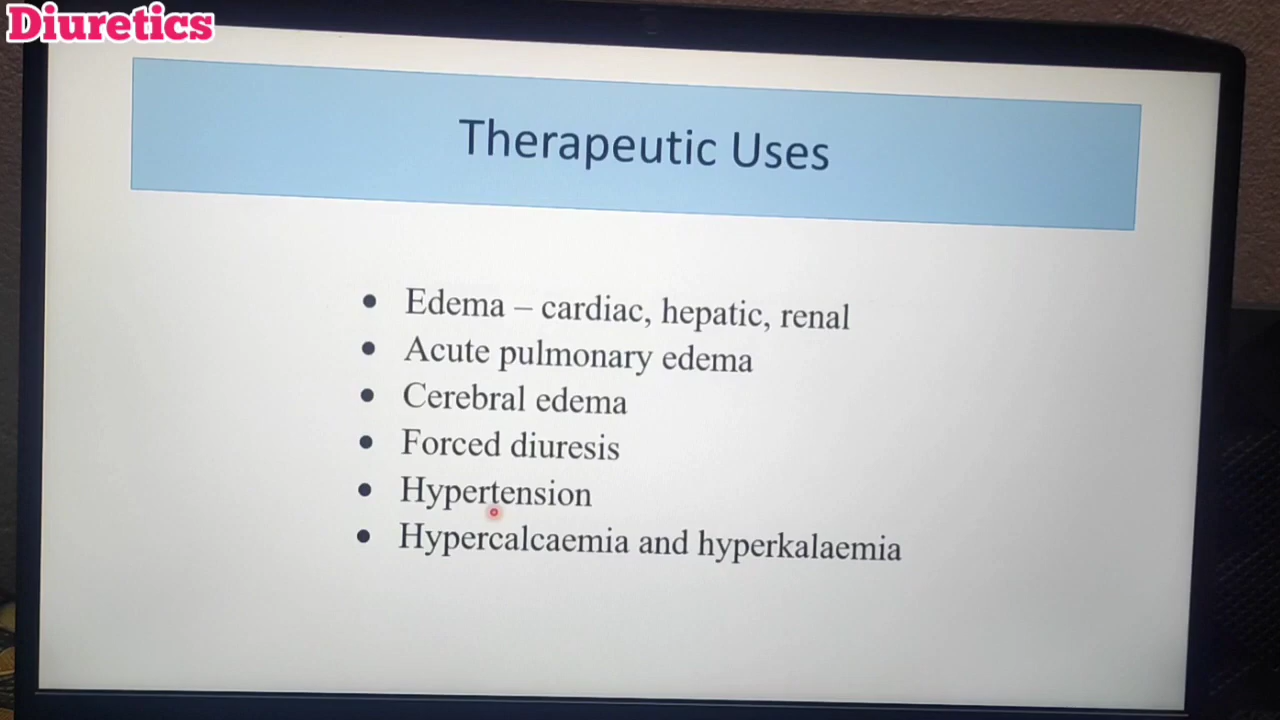 Diuretics
Therapeutic Uses
• Edema – cardiac, hepatic, renal
• Acute pulmonary edema
• Cerebral edema
• Forced diuresis
• Hypertension
• Hypercalcaemia and hyperkalaemia